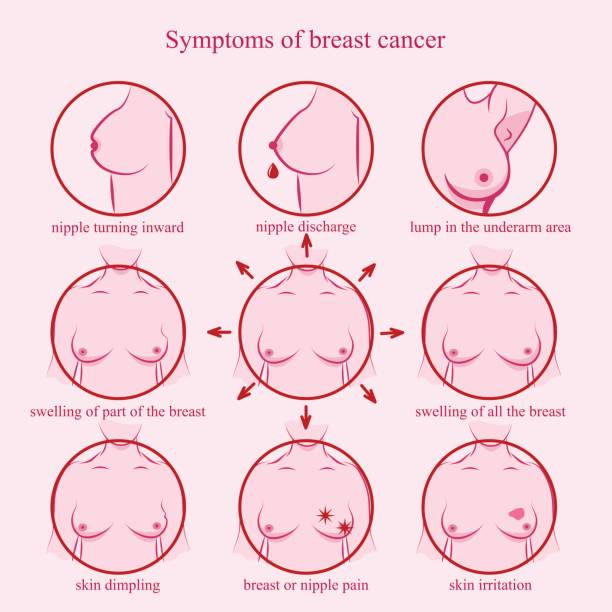 Symptoms of breast cancer
nipple turning inward
nipple discharge
lump in the underarm area
swelling of part of the breast
swelling of all the breast
skin dimpling
breast or nipple pain
skin irritation